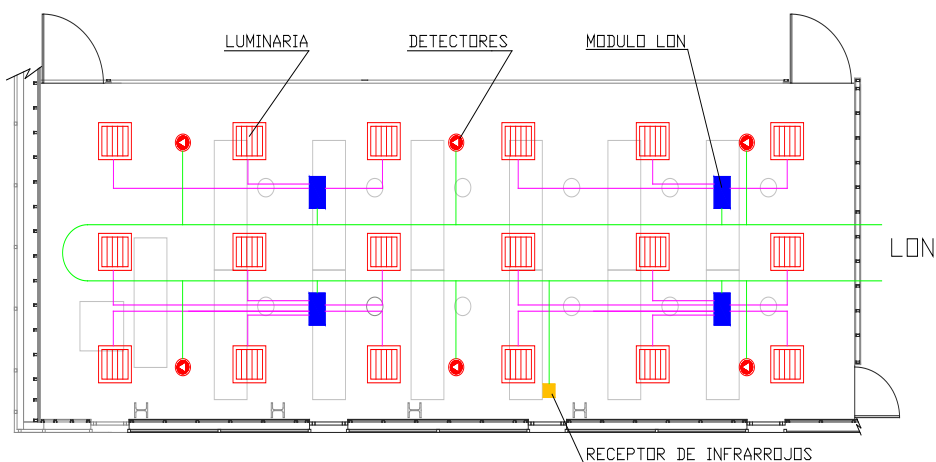 LUMINARIA
DETECTORES
MODULO LON
LON
RECEPTOR DE INFRARROJOS